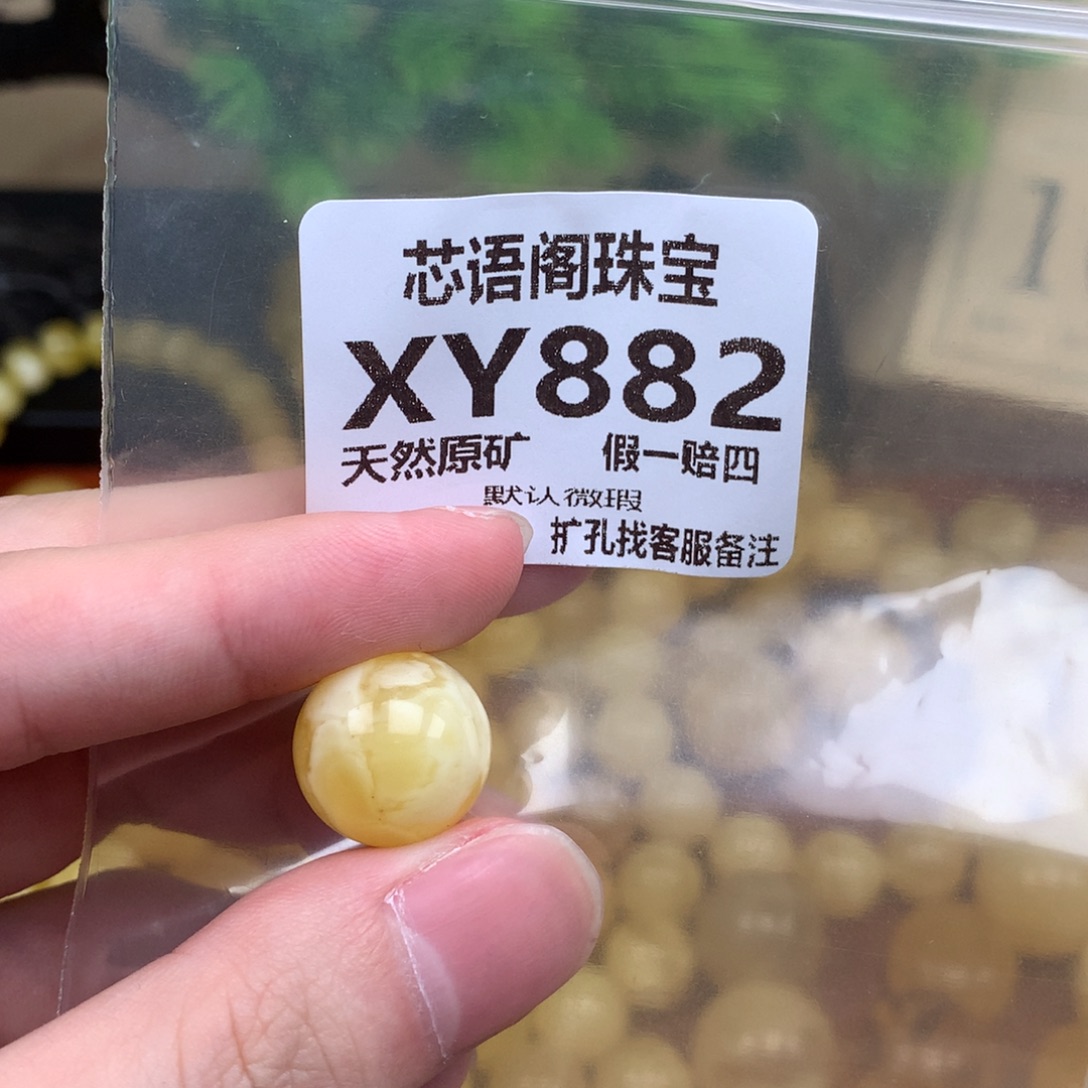 芯语阁珠宝
XY882
天然原矿 假一赔四
默认微瑕
扩孔找客服备注
1